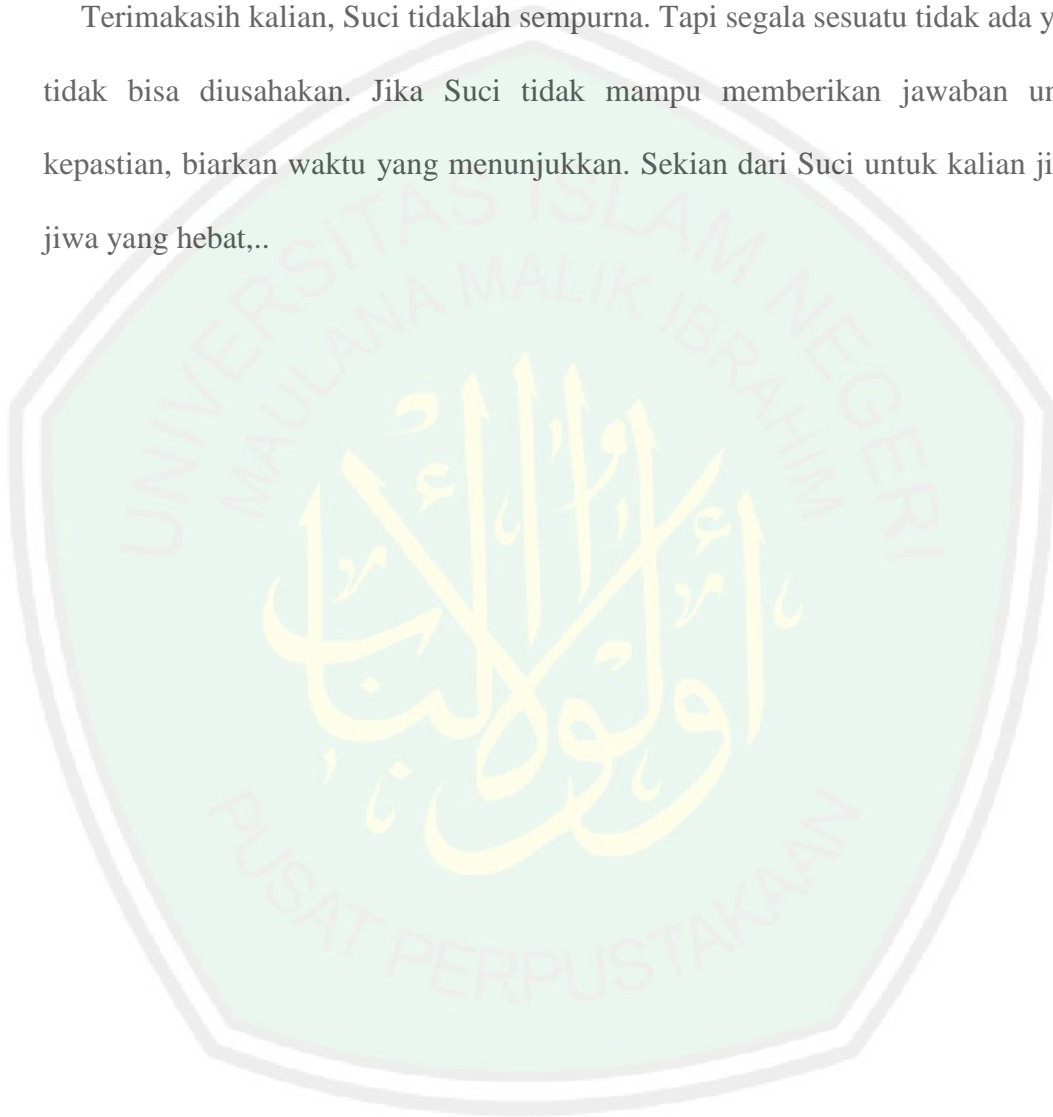 Terimakasih kalian, Suci tidaklah sempurna. Tapi segala sesuatu tidak ada y
tidak bisa diusahakan. Jika Suci tidak mampu memberikan jawaban un
kepastian, biarkan waktu yang menunjukkan. Sekian dari Suci untuk kalian ji
jiwa yang hebat,..
UNIVERSITAS ISLAM NEGERI
MAULANA MALIK IBRAHIM
أولوا الألباب
PUSAT PERPUSTAKAAN